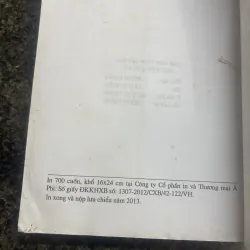 In 700 cuốn, khổ 16x24 cm tại Công ty Cổ phần in và Thương mại Á
Phi. Số giấy ĐKKHXB số: 1307-2012/CXB/42-122/VH.
In xong và nộp lưu chiểu năm 2013.